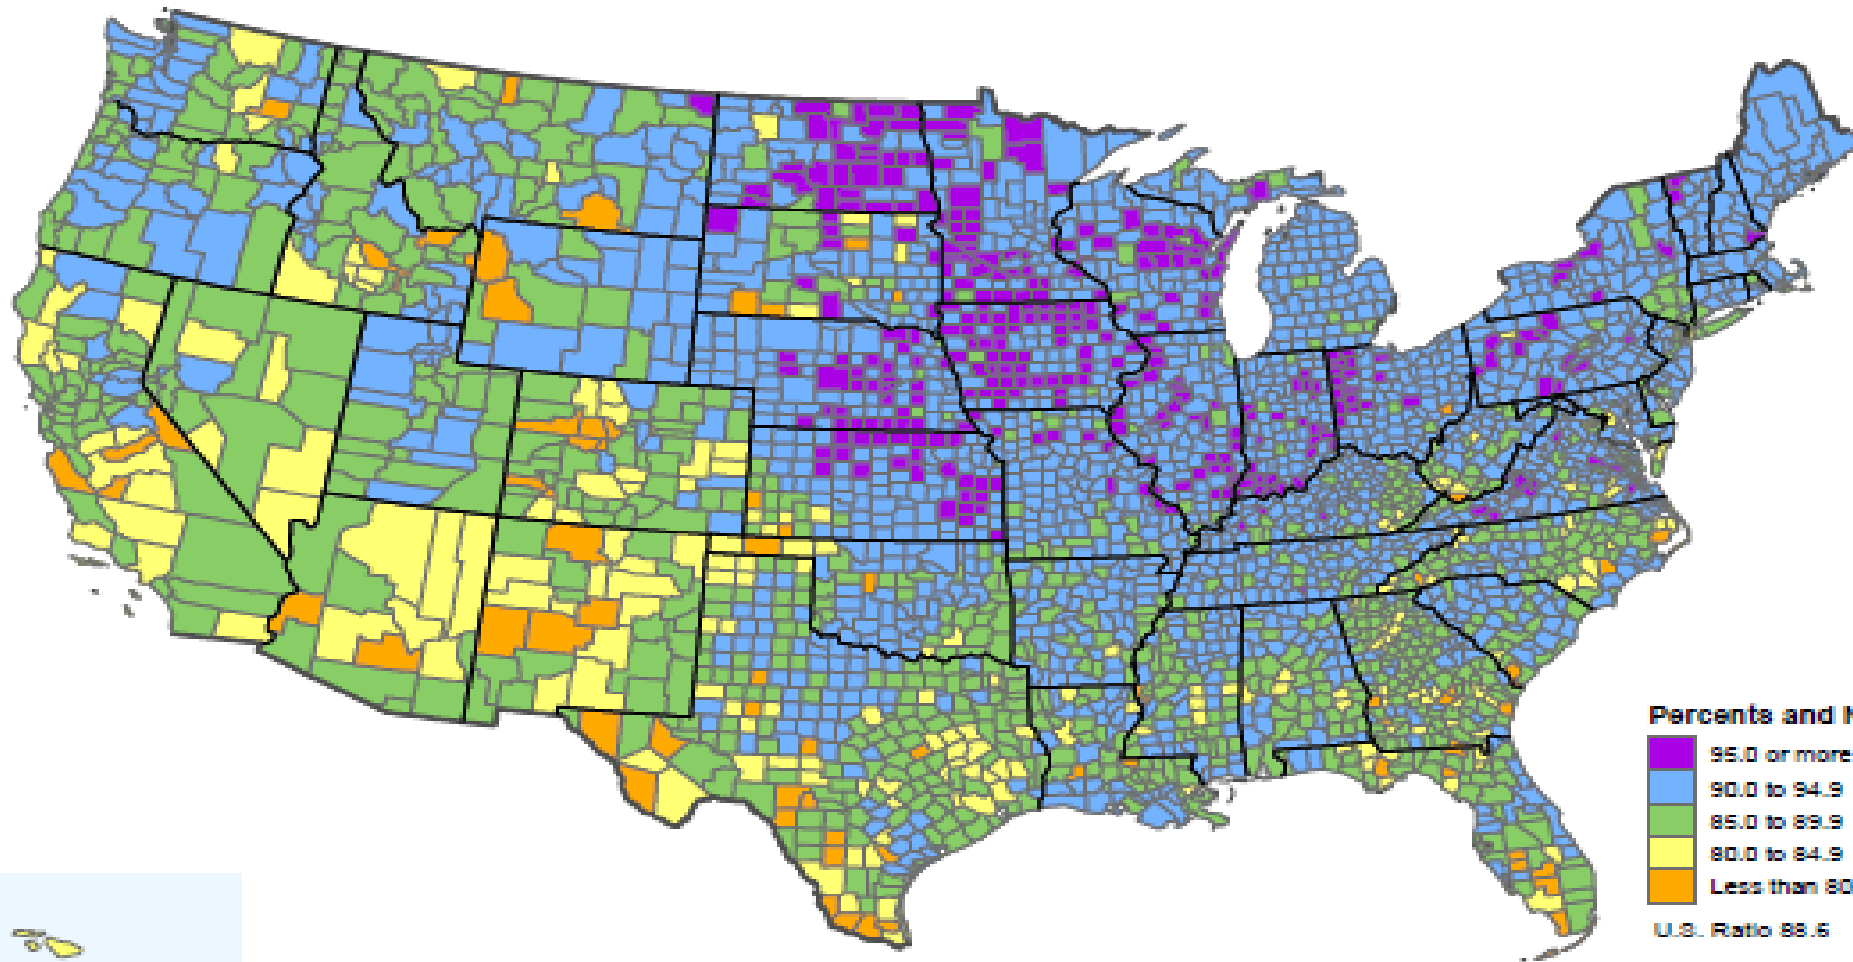 Percents and
95.0 or more
90.0 to 94.9
85.0 to 89.9
80.0 to 84.9
Less than 80
U.S. Ratio 88.6